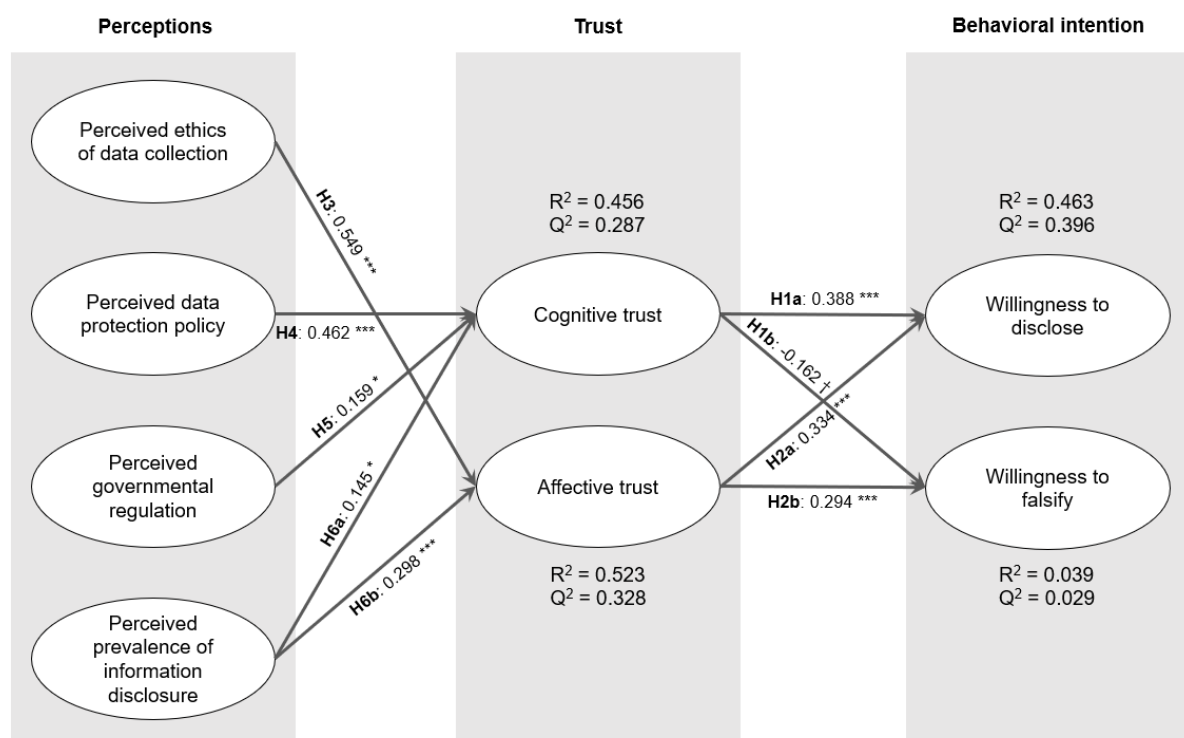 Perceptions
Trust
Behavioral intention
Perceived ethics
of data collection
Perceived data
protection policy
Perceived
governmental
regulation
Perceived
prevalence of
information
disclosure
H3: 0.549 ***
H4: 0.462 ***
H5: 0.159 *
H6a: 0.145 *
H6b: 0.298 ***
R² = 0.456
Q² = 0.287
Cognitive trust
Affective trust
R² = 0.523
Q² = 0.328
H1a: 0.388 ***
H1b: -0.162 †
H2a: 0.334 ***
H2b: 0.294 ***
R² = 0.463
Q² = 0.396
Willingness to
disclose
Willingness to
falsify
R² = 0.039
Q² = 0.029